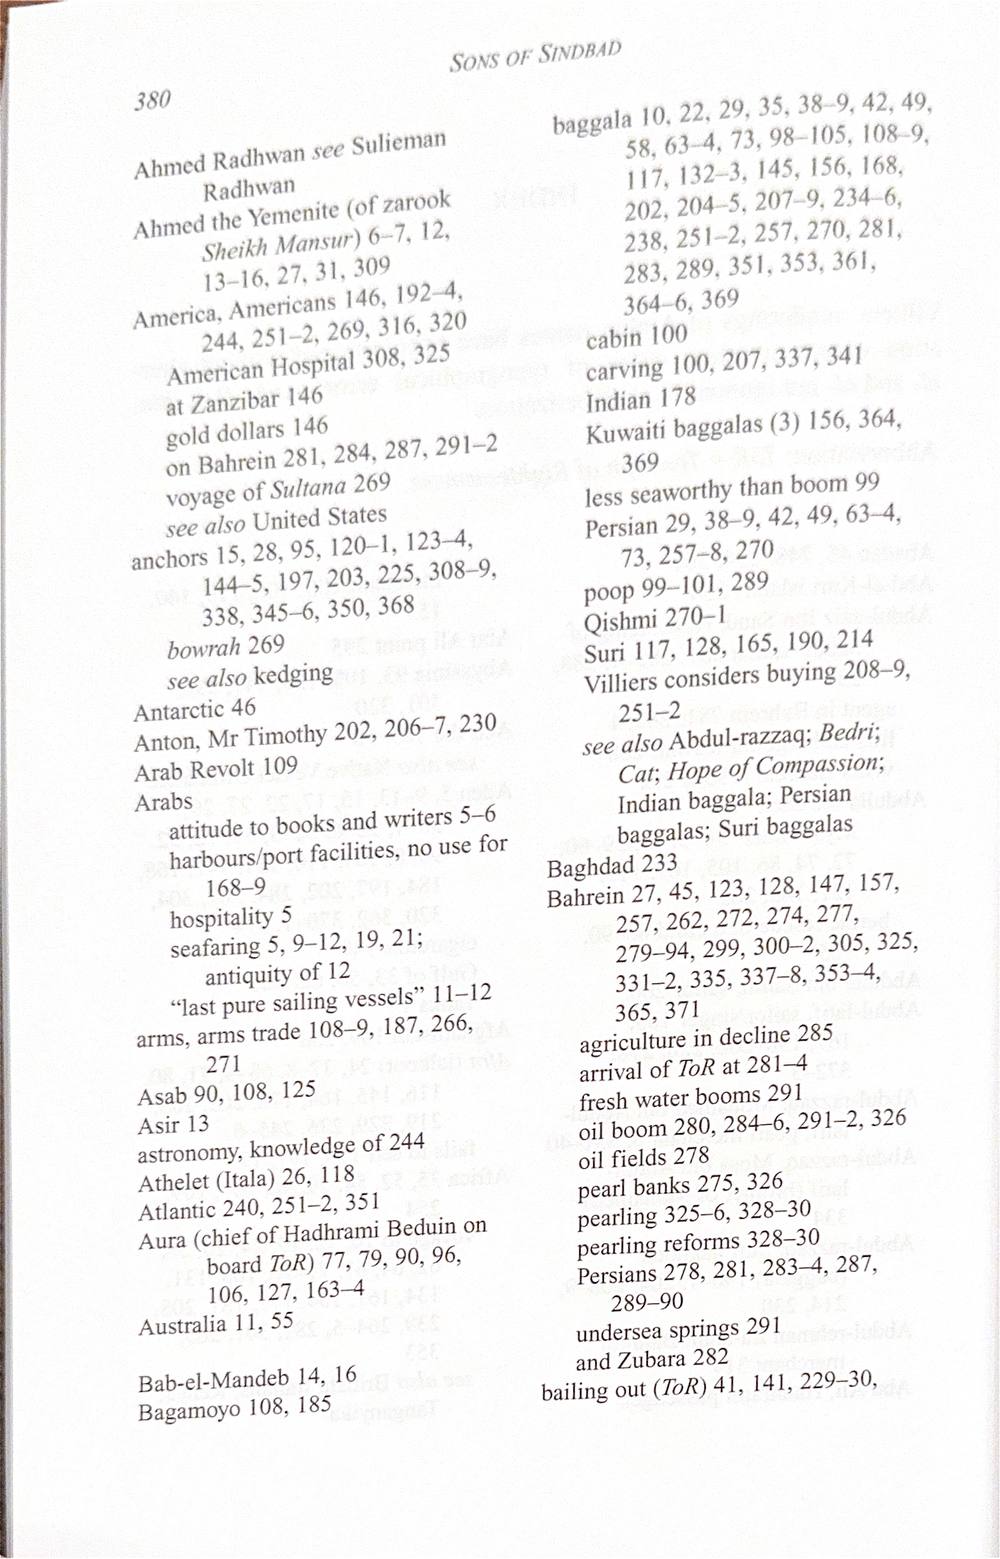 SONS OF SINDBAD
380
Ahmed Radhwan see Sulieman
Radhwan
Ahmed the Yemenite (of zarook
Sheikh Mansur) 6–7, 12,
13–16, 27, 31, 309
America, Americans 146, 192–4,
244, 251–2, 269, 316, 320
American Hospital 308, 325
at Zanzibar 146
gold dollars 146
on Bahrein 281, 284, 287, 291–2
voyage of Sultana 269
see also United States
anchors 15, 28, 95, 120–1, 123–4,
144–5, 197, 203, 225, 308–9,
338, 345–6, 350, 368
bowrah 269
see also kedging
Antarctic 46
Anton, Mr Timothy 202, 206–7, 230
Arab Revolt 109
Arabs
attitude to books and writers 5–6
harbours/port facilities, no use for
168–9
hospitality 5
seafaring 5, 9–12, 19, 21;
antiquity of 12
“last pure sailing vessels” 11–12
arms, arms trade 108–9, 187, 266,
271
Asab 90, 108, 125
Asir 13
astronomy, knowledge of 244
Athelet (Itala) 26, 118
Atlantic 240, 251–2, 351
Aura (chief of Hadhrami Beduin on
board ToR) 77, 79, 90, 96,
106, 127, 163–4
Australia 11, 55
Bab-el-Mandeb 14, 16
Bagamoyo 108, 185
baggala 10, 22, 29, 35, 38–9, 42, 49,
58, 63–4, 73, 98–105, 108–9,
117, 132–3, 145, 156, 168,
202, 204–5, 207–9, 234–6,
238, 251–2, 257, 270, 281,
283, 289, 351, 353, 361,
364–6, 369
cabin 100
carving 100, 207, 337, 341
Indian 178
Kuwaiti baggalas (3) 156, 364,
369
less seaworthy than boom 99
Persian 29, 38–9, 42, 49, 63–4,
73, 257–8, 270
poop 99–101, 289
Qishmi 270–1
Suri 117, 128, 165, 190, 214
Villiers considers buying 208–9,
251–2
see also Abdul-razzaq; Bedri;
Cat; Hope of Compassion;
Indian baggala; Persian
baggalas; Suri baggalas
Baghdad 233
Bahrein 27, 45, 123, 128, 147, 157,
257, 262, 272, 274, 277,
279–94, 299, 300–2, 305, 325,
331–2, 335, 337–8, 353–4,
365, 371
agriculture in decline 285
arrival of ToR at 281–4
fresh water booms 291
oil boom 280, 284–6, 291–2, 326
oil fields 278
pearl banks 275, 326
pearling 325–6, 328–30
pearling reforms 328–30
Persians 278, 281, 283–4, 287,
289–90
undersea springs 291
and Zubara 282
bailing out (ToR) 41, 141, 229–30,